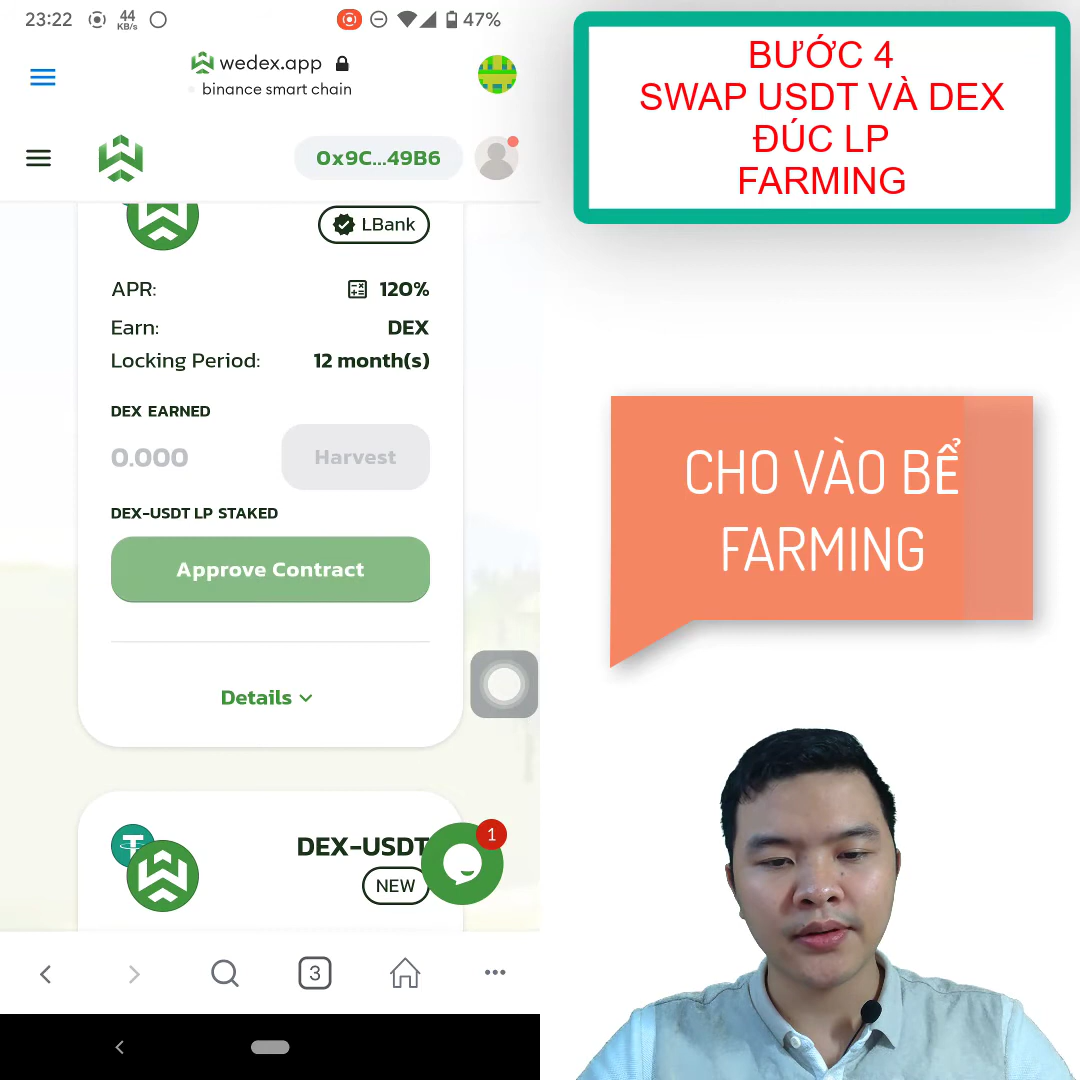 23:22
44
KB/s
47%
wedex.app
binance smart chain
0x9C...49B6
LBank
APR:
120%
Earn:
DEX
Locking Period:
12 month(s)
DEX EARNED
0.000
Harvest
DEX-USDT LP STAKED
Approve Contract
Details
DEX-USDT
NEW
1
3
BƯỚC 4
SWAP USDT VÀ DEX
ĐÚC LP
FARMING
CHO VÀO BỂ
FARMING